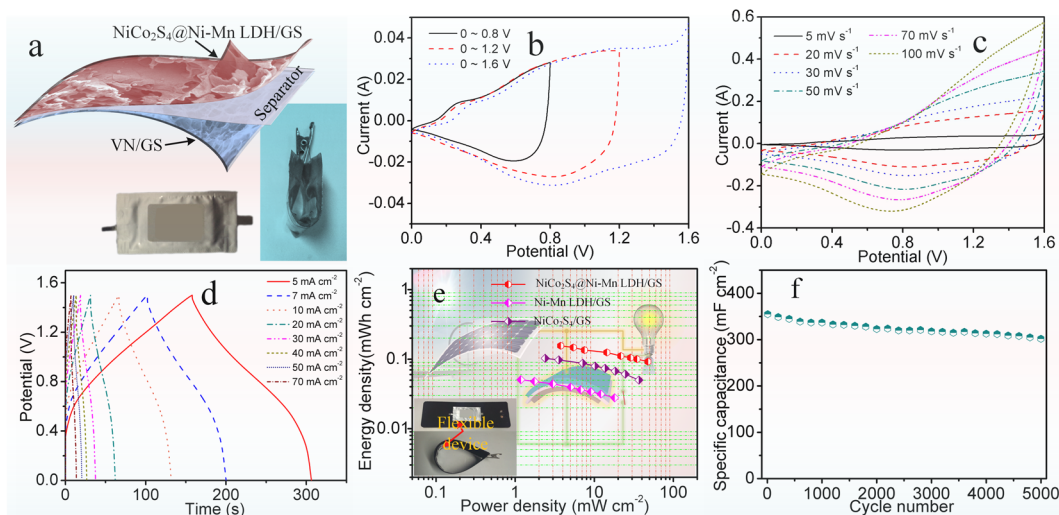 a
NiCo₂S₄@Ni-Mn LDH/GS
Separator
VN/GS
b
0 ~ 0.8 V
0 ~ 1.2 V
0 ~ 1.6 V
Current (A)
0.04
0.02
0.00
-0.02
-0.04
0.0 0.4 0.8 1.2 1.6
Potential (V)
c
5 mV s⁻¹
20 mV s⁻¹
30 mV s⁻¹
50 mV s⁻¹
70 mV s⁻¹
100 mV s⁻¹
Current (A)
0.6
0.4
0.2
0.0
-0.2
-0.4
0.0 0.4 0.8 1.2 1.6
Potential (V)
d
5 mA cm⁻²
7 mA cm⁻²
10 mA cm⁻²
20 mA cm⁻²
30 mA cm⁻²
40 mA cm⁻²
50 mA cm⁻²
70 mA cm⁻²
Potential (V)
1.6
1.2
0.8
0.4
0.0
0 100 200 300
Time (s)
e
NiCo₂S₄@Ni-Mn LDH/GS
Ni-Mn LDH/GS
NiCo₂S₄/GS
Flexible
device
Energy density/mWh cm⁻²)
1
0.1
0.01
0.1 1 10 100
Power density (mW cm⁻²)
f
Specific capacitance (mF cm⁻²)
400
300
200
100
0
0 1000 2000 3000 4000 5000
Cycle number